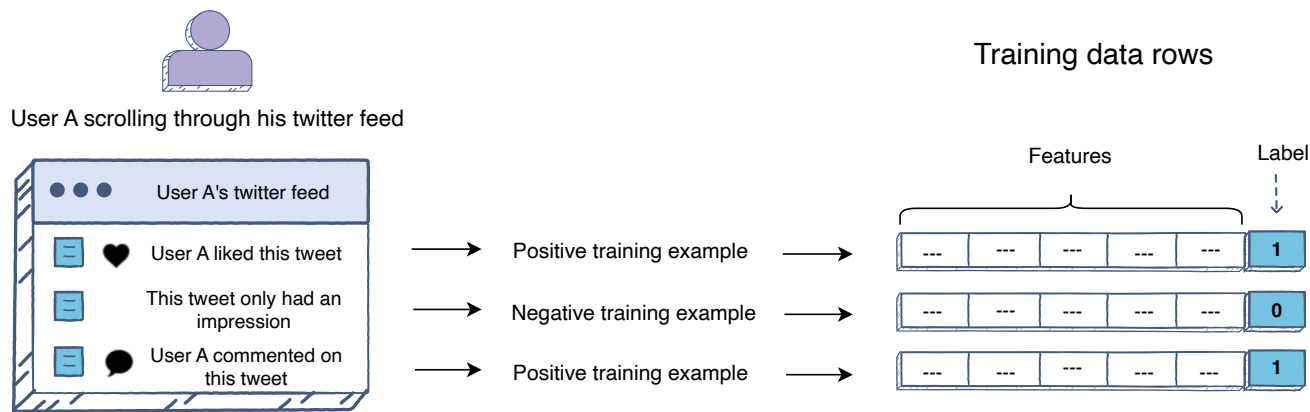 Training data rows
User A scrolling through his twitter feed
Features
Label
User A's twitter feed
User A liked this tweet
Positive training example
--- --- --- --- --- 1
This tweet only had an
impression
Negative training example
--- --- --- --- --- 0
User A commented on
this tweet
Positive training example
--- --- --- --- --- 1